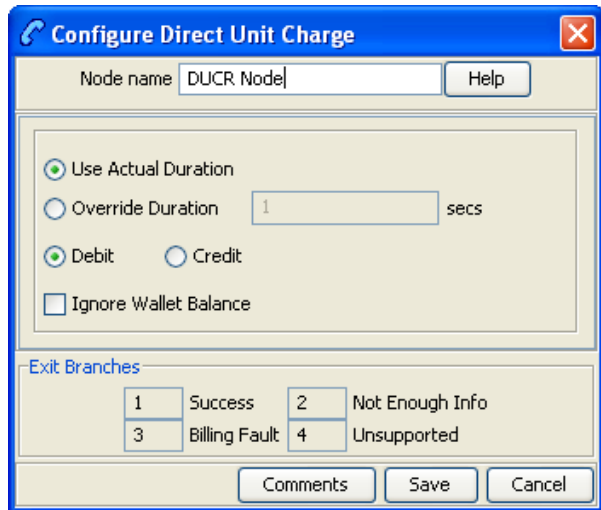 Configure Direct Unit Charge
Node name DUCR Node Help
Use Actual Duration
Override Duration 1 secs
Debit Credit
Ignore Wallet Balance
Exit Branches
1 Success 2 Not Enough Info
3 Billing Fault 4 Unsupported
Comments Save Cancel